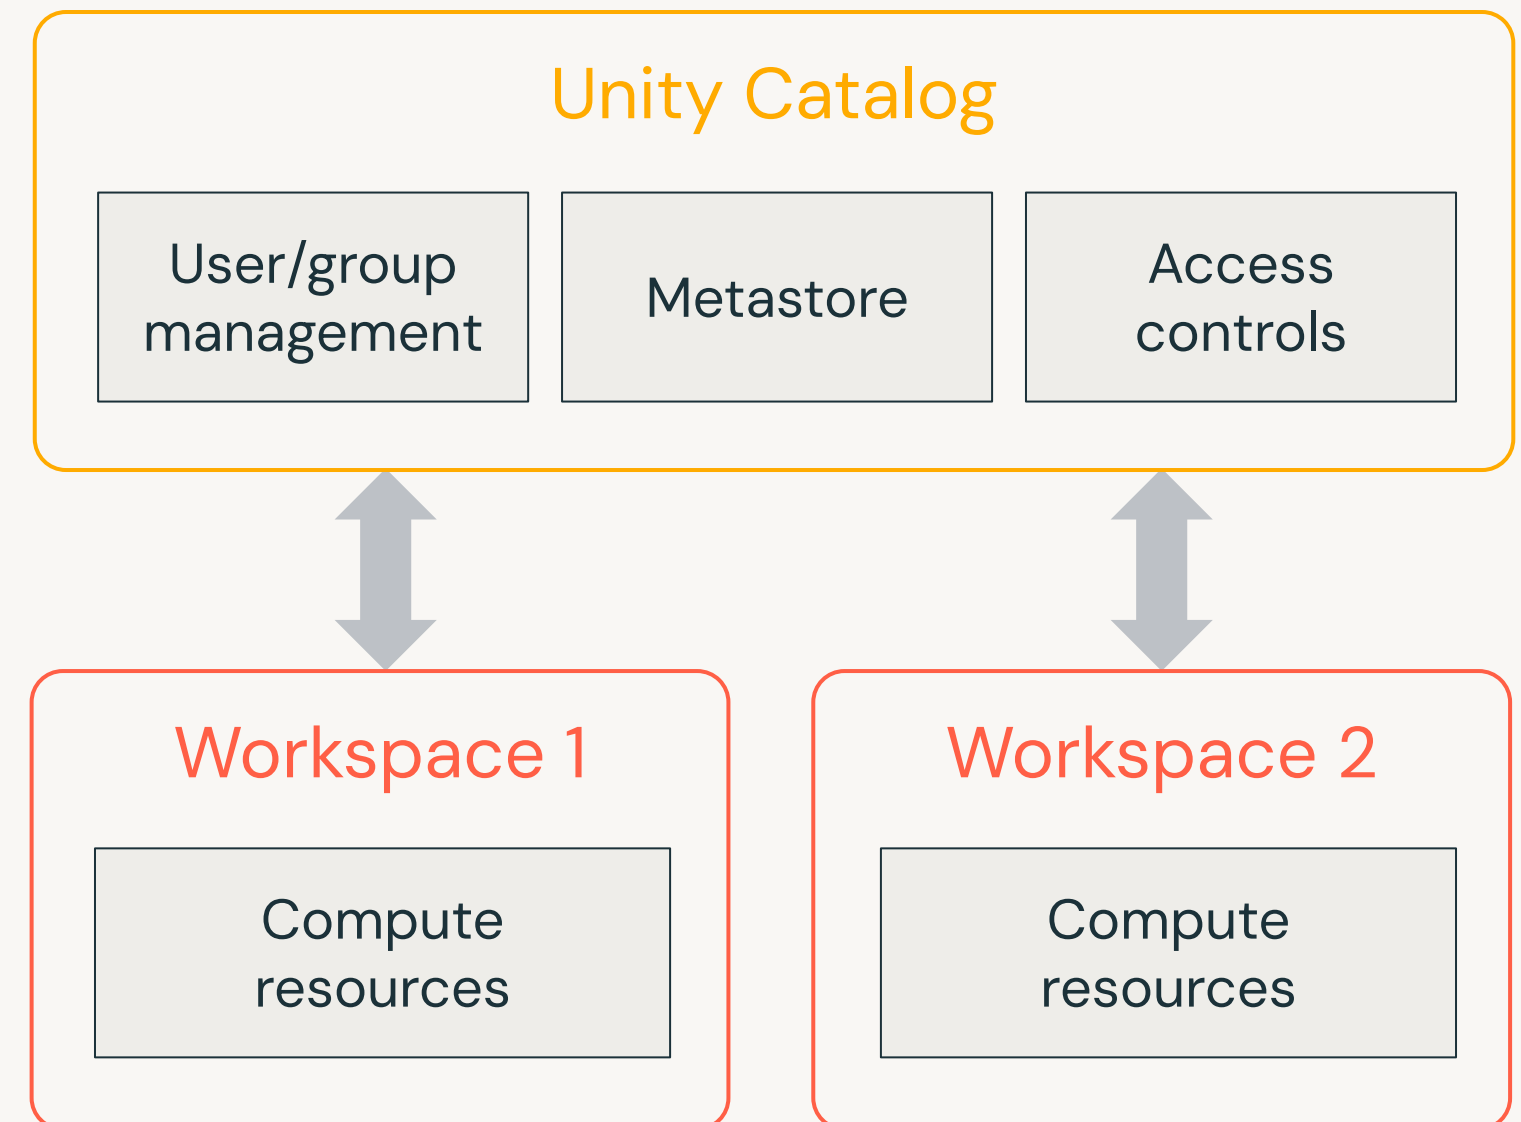 Unity Catalog
User/group
management
Metastore
Access
controls
Workspace 1
Compute
resources
Workspace 2
Compute
resources